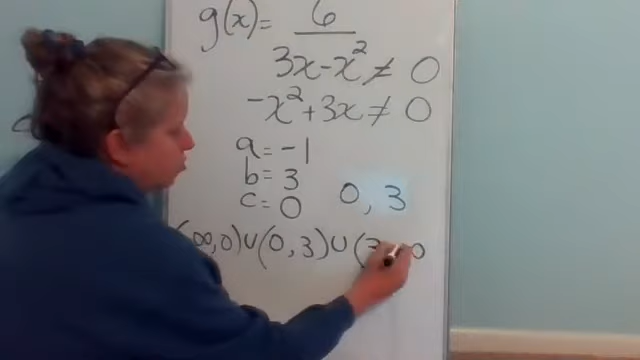 g(x) = 6
3x - x² ≠ 0
-x² + 3x ≠ 0
a = -1
b = 3
c = 0
0, 3
∞, 0) ∪ (0, 3) ∪ (3